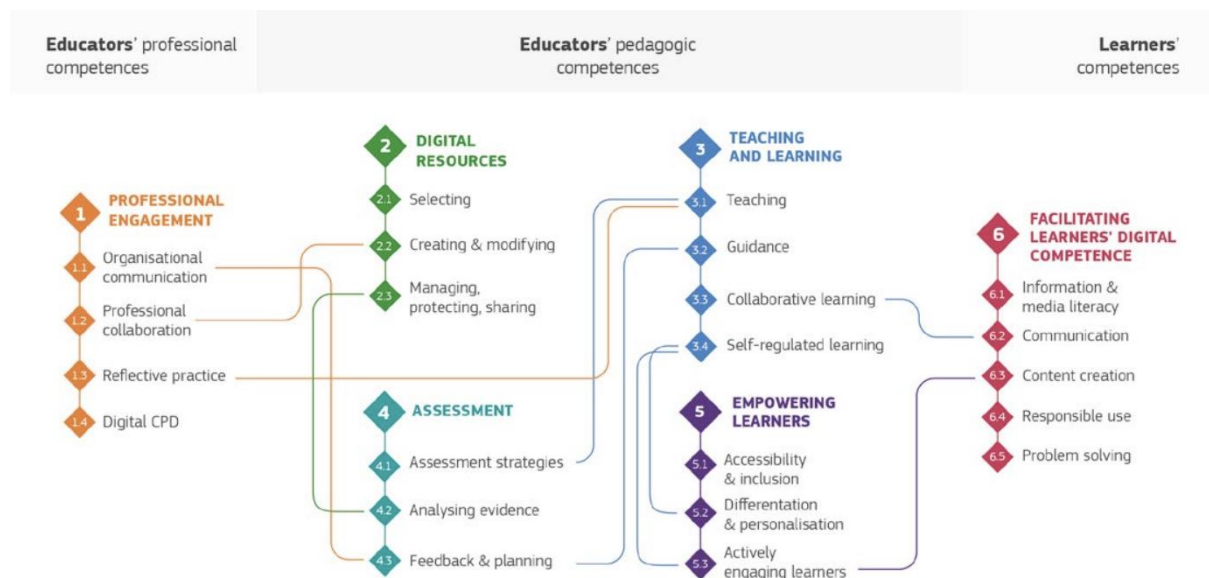 Educators' professional
competences
Educators' pedagogic
competences
Learners'
competences
1
PROFESSIONAL
ENGAGEMENT
1.1
Organisational
communication
1.2
Professional
collaboration
1.3
Reflective practice
1.4
Digital CPD
2
DIGITAL
RESOURCES
2.1
Selecting
2.2
Creating & modifying
2.3
Managing,
protecting, sharing
3
TEACHING
AND LEARNING
3.1
Teaching
3.2
Guidance
3.3
Collaborative learning
3.4
Self-regulated learning
4
ASSESSMENT
4.1
Assessment strategies
4.2
Analysing evidence
4.3
Feedback & planning
5
EMPOWERING
LEARNERS
5.1
Accessibility
& inclusion
5.2
Differentation
& personalisation
5.3
Actively
engaging learners
6
FACILITATING
LEARNERS' DIGITAL
COMPETENCE
6.1
Information &
media literacy
6.2
Communication
6.3
Content creation
6.4
Responsible use
6.5
Problem solving